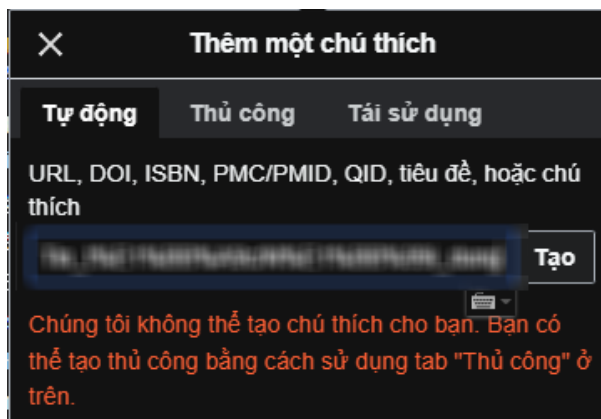 Thêm một chú thích
Tự động Thủ công Tái sử dụng
URL, DOI, ISBN, PMC/PMID, QID, tiêu đề, hoặc chú
thích
Tạo
Chúng tôi không thể tạo chú thích cho bạn. Bạn có
thể tạo thủ công bằng cách sử dụng tab "Thủ công" ở
trên.